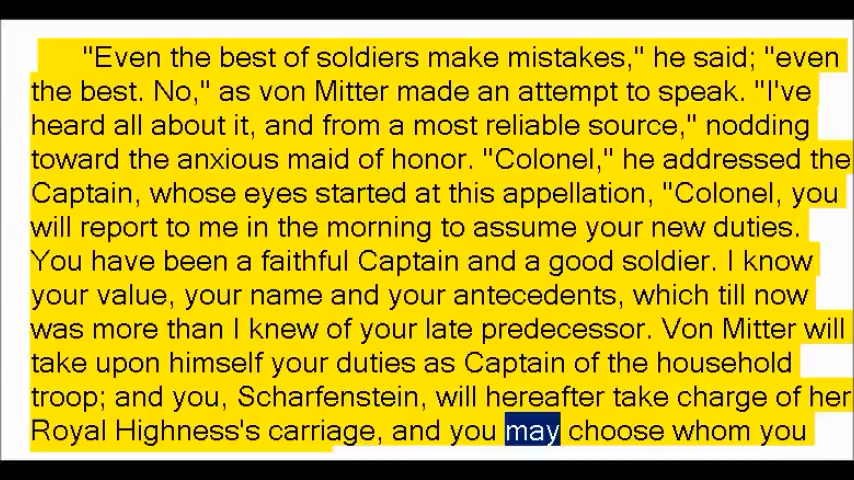 "Even the best of soldiers make mistakes," he said; "even
the best. No," as von Mitter made an attempt to speak. "I've
heard all about it, and from a most reliable source," nodding
toward the anxious maid of honor. "Colonel," he addressed the
Captain, whose eyes started at this appellation, "Colonel, you
will report to me in the morning to assume your new duties.
You have been a faithful Captain and a good soldier. I know
your value, your name and your antecedents, which till now
was more than I knew of your late predecessor. Von Mitter will
take upon himself your duties as Captain of the household
troop; and you, Scharfenstein, will hereafter take charge of her
Royal Highness's carriage, and you may choose whom you